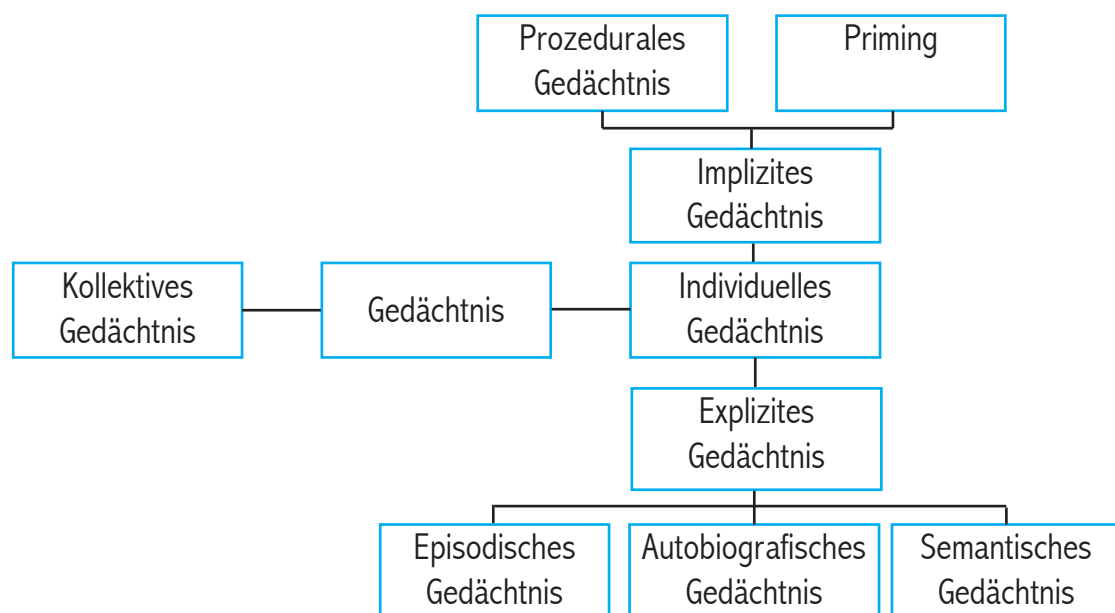 Prozedurales
Gedächtnis
Priming
Implizites
Gedächtnis
Kollektives
Gedächtnis
Gedächtnis
Individuelles
Gedächtnis
Explizites
Gedächtnis
Episodisches
Gedächtnis
Autobiografisches
Gedächtnis
Semantisches
Gedächtnis